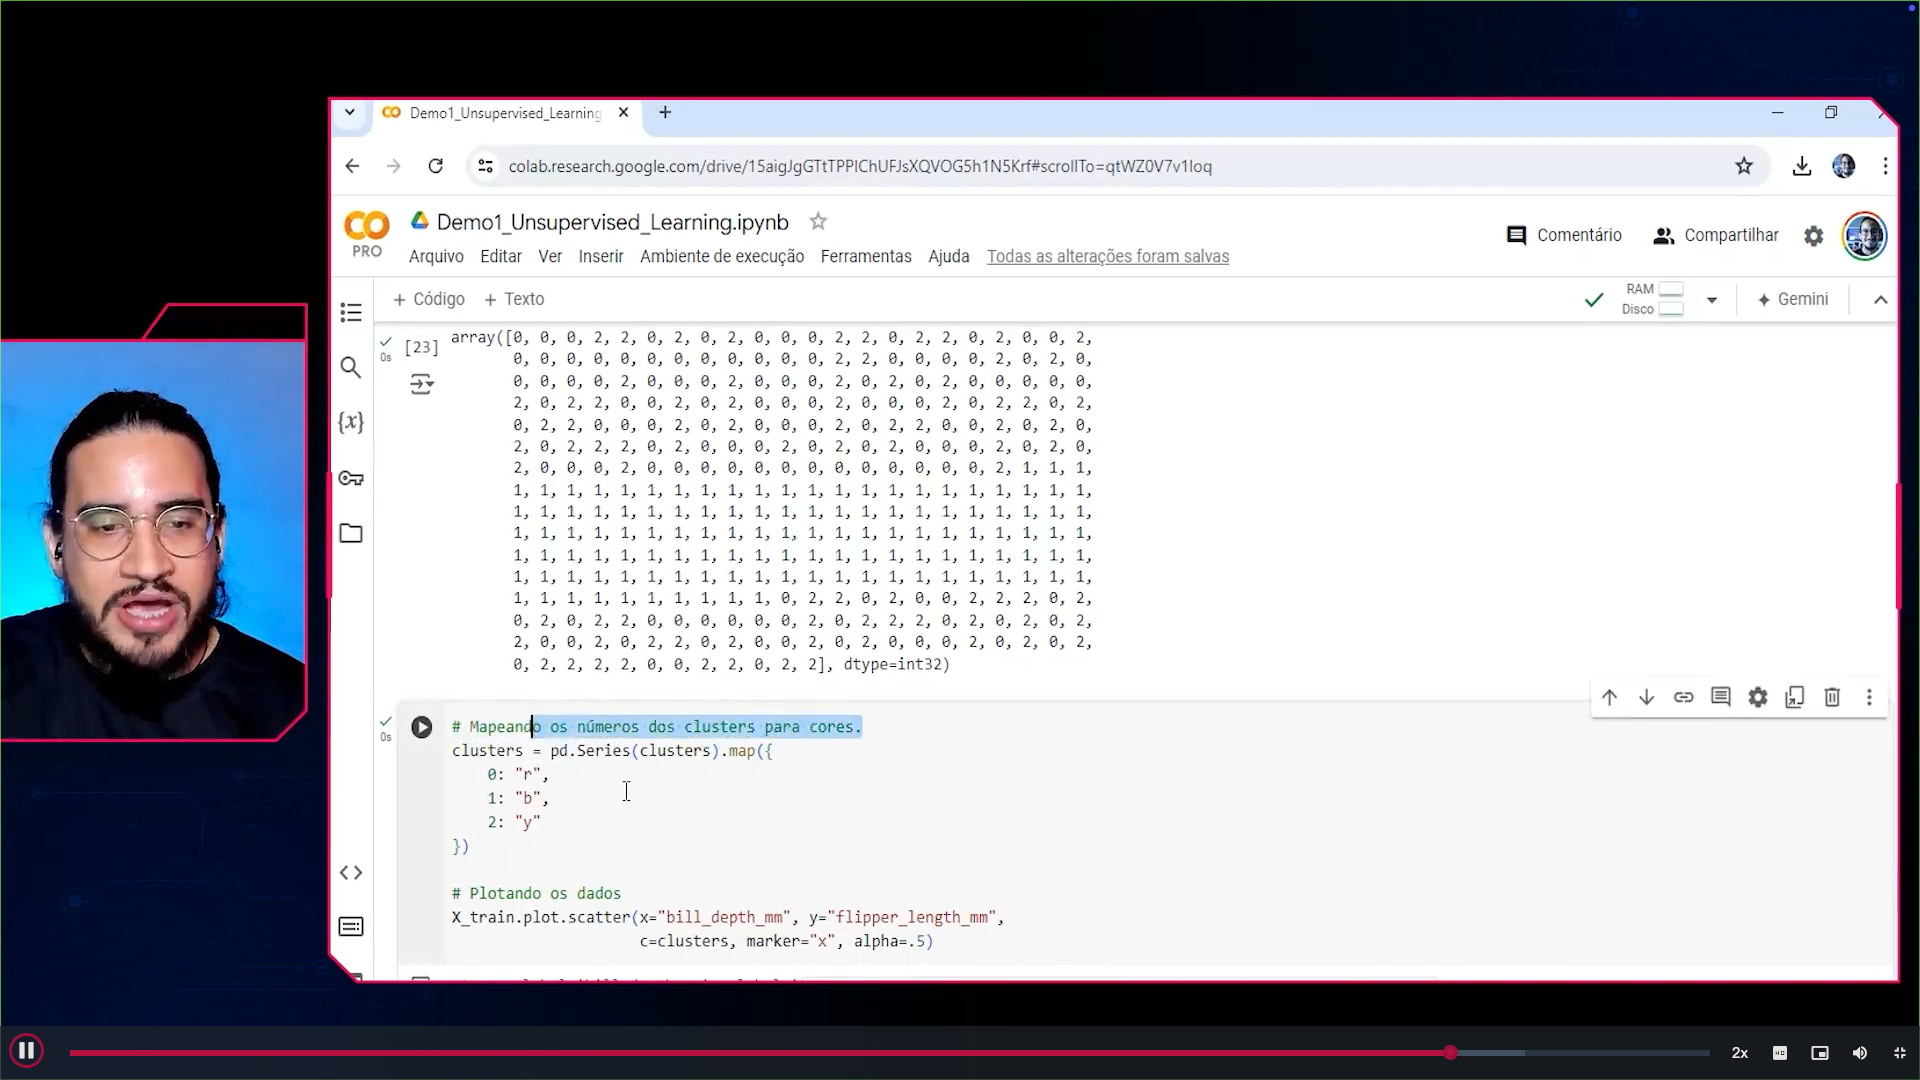 Demo1_Unsupervised_Learning
colab.research.google.com/drive/15aigJgGTtTPPIChUFJsXQVOG5h1N5Krf#scrollTo=qtWZ0V7v1Ioq
CO
PRO
Demo1_Unsupervised_Learning.ipynb
Arquivo Editar Ver Inserir Ambiente de execução Ferramentas Ajuda Todas as alterações foram salvas
Comentário Compartilhar
+ Código + Texto
RAM
Disco
Gemini
[23]
0s
array([0, 0, 0, 2, 2, 0, 2, 0, 2, 0, 0, 0, 2, 2, 0, 2, 2, 0, 2, 0, 0, 2,
0, 0, 0, 0, 0, 0, 0, 0, 0, 0, 0, 0, 2, 2, 0, 0, 0, 0, 2, 0, 2, 0,
0, 0, 0, 0, 2, 0, 0, 0, 2, 0, 0, 0, 2, 0, 2, 0, 2, 0, 0, 0, 0, 0,
2, 0, 2, 2, 0, 0, 2, 0, 2, 0, 0, 0, 2, 0, 0, 0, 2, 0, 2, 2, 0, 2,
0, 2, 2, 0, 0, 0, 2, 0, 2, 0, 2, 0, 2, 0, 2, 2, 0, 0, 2, 0, 2, 0,
2, 0, 2, 2, 2, 0, 2, 0, 0, 0, 2, 0, 2, 0, 2, 0, 0, 0, 2, 0, 2, 0,
2, 0, 0, 0, 2, 0, 0, 0, 0, 0, 0, 0, 0, 0, 0, 0, 0, 0, 2, 1, 1, 1,
1, 1, 1, 1, 1, 1, 1, 1, 1, 1, 1, 1, 1, 1, 1, 1, 1, 1, 1, 1, 1, 1,
1, 1, 1, 1, 1, 1, 1, 1, 1, 1, 1, 1, 1, 1, 1, 1, 1, 1, 1, 1, 1, 1,
1, 1, 1, 1, 1, 1, 1, 1, 1, 1, 1, 1, 1, 1, 1, 1, 1, 1, 1, 1, 1, 1,
1, 1, 1, 1, 1, 1, 1, 1, 1, 1, 1, 1, 1, 1, 1, 1, 1, 1, 1, 1, 1, 1,
1, 1, 1, 1, 1, 1, 1, 1, 1, 1, 1, 1, 1, 1, 1, 1, 1, 1, 1, 1, 1, 1,
1, 1, 1, 1, 1, 1, 1, 1, 1, 1, 0, 2, 2, 0, 2, 0, 0, 2, 2, 2, 0, 2,
0, 2, 0, 2, 2, 0, 0, 0, 0, 0, 0, 2, 0, 2, 2, 2, 0, 2, 0, 2, 0, 2,
2, 0, 0, 2, 0, 2, 2, 0, 2, 0, 0, 2, 0, 2, 0, 0, 0, 2, 0, 2, 0, 2,
0, 2, 2, 2, 2, 0, 0, 2, 2, 0, 2, 2], dtype=int32)
0s
# Mapeando os números dos clusters para cores.
clusters = pd.Series(clusters).map({
0: "r",
1: "b",
2: "y"
})
# Plotando os dados
X_train.plot.scatter(x="bill_depth_mm", y="flipper_length_mm",
c=clusters, marker="x", alpha=.5)
2x